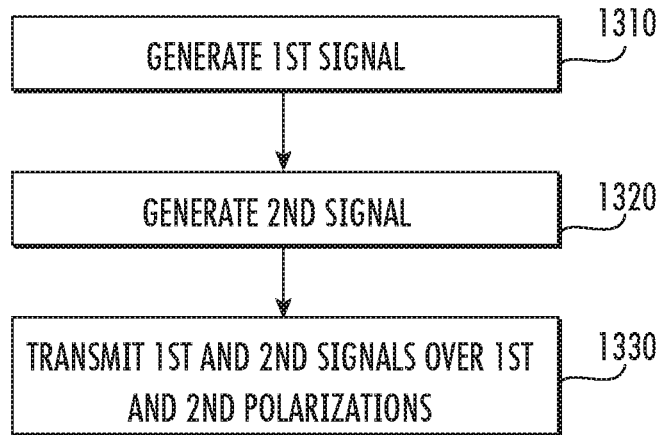 1310
GENERATE 1ST SIGNAL
1320
GENERATE 2ND SIGNAL
1330
TRANSMIT 1ST AND 2ND SIGNALS OVER 1ST
AND 2ND POLARIZATIONS